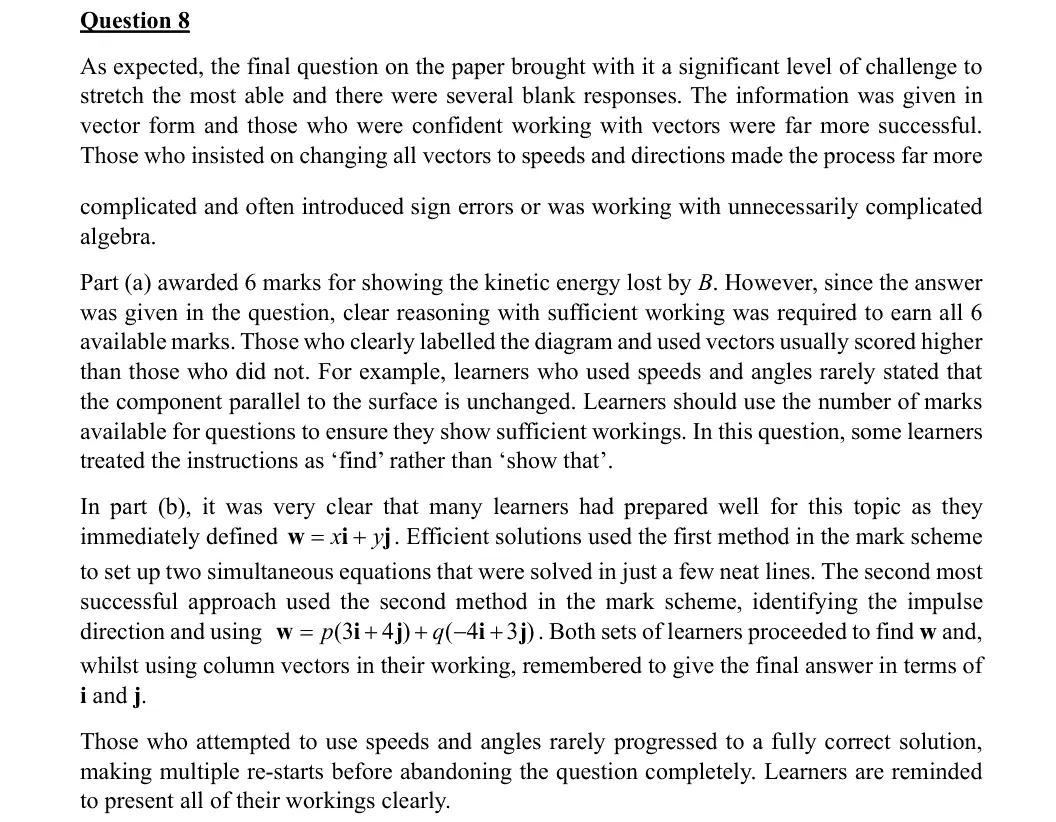 Question 8
As expected, the final question on the paper brought with it a significant level of challenge to
stretch the most able and there were several blank responses. The information was given in
vector form and those who were confident working with vectors were far more successful.
Those who insisted on changing all vectors to speeds and directions made the process far more
complicated and often introduced sign errors or was working with unnecessarily complicated
algebra.
Part (a) awarded 6 marks for showing the kinetic energy lost by B. However, since the answer
was given in the question, clear reasoning with sufficient working was required to earn all 6
available marks. Those who clearly labelled the diagram and used vectors usually scored higher
than those who did not. For example, learners who used speeds and angles rarely stated that
the component parallel to the surface is unchanged. Learners should use the number of marks
available for questions to ensure they show sufficient workings. In this question, some learners
treated the instructions as ‘find’ rather than ‘show that’.
In part (b), it was very clear that many learners had prepared well for this topic as they
immediately defined w = xi + yj. Efficient solutions used the first method in the mark scheme
to set up two simultaneous equations that were solved in just a few neat lines. The second most
successful approach used the second method in the mark scheme, identifying the impulse
direction and using w = p(3i + 4j) + q(−4i + 3j). Both sets of learners proceeded to find w and,
whilst using column vectors in their working, remembered to give the final answer in terms of
i and j.
Those who attempted to use speeds and angles rarely progressed to a fully correct solution,
making multiple re-starts before abandoning the question completely. Learners are reminded
to present all of their workings clearly.